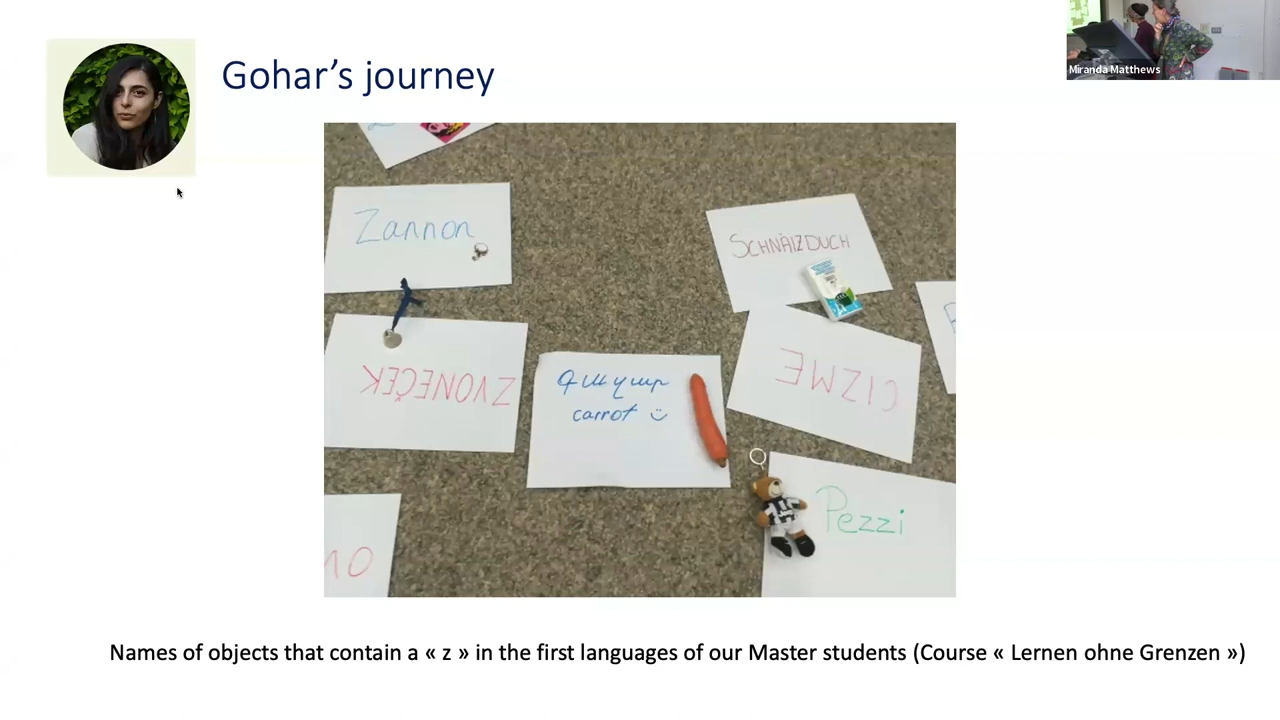 Gohar's journey
Miranda Matthews
Zannon
SCHNÄIZDUCH
ZVONEČEK
Գազար
carrot
CIZME
Pezzi
Names of objects that contain a « z » in the first languages of our Master students (Course « Lernen ohne Grenzen »)